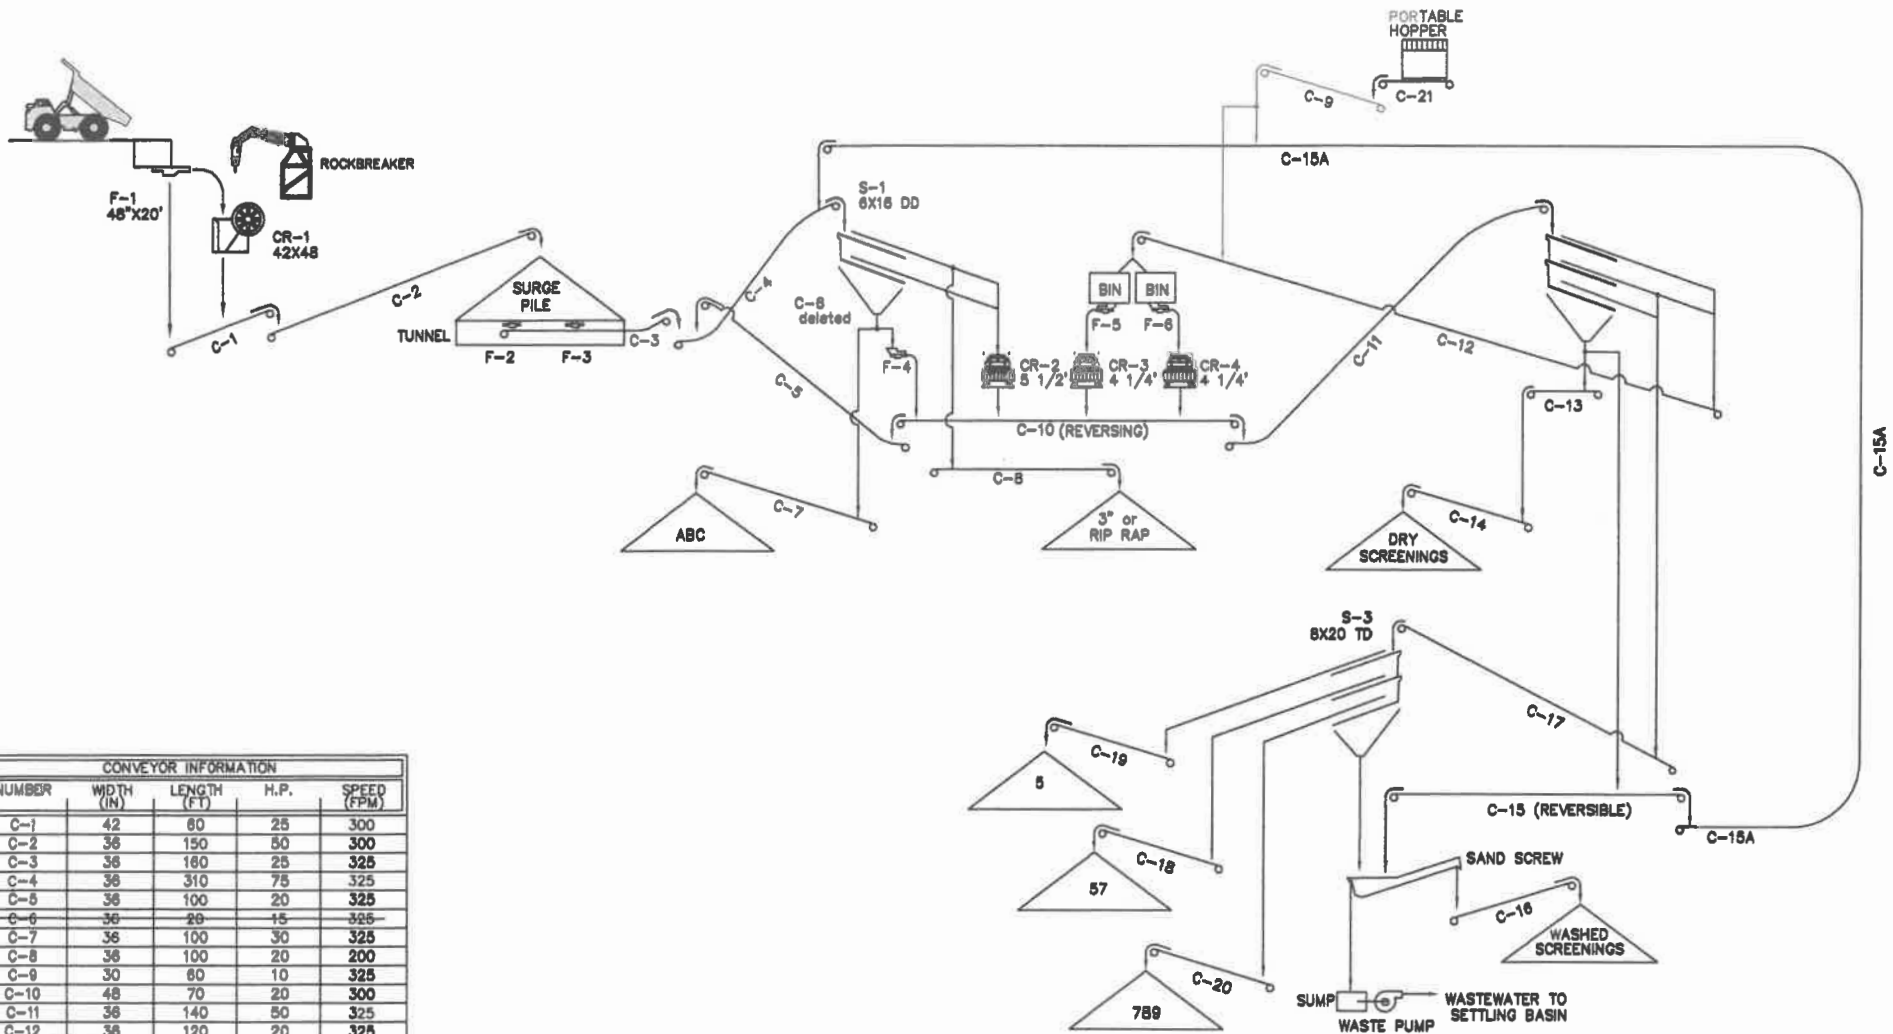 PORTABLE
HOPPER
C-9
C-21
C-15A
ROCKBREAKER
F-1
48"X20'
CR-1
42X48
S-1
6X16 DD
C-2
C-1
SURGE
PILE
TUNNEL
F-2
F-3
C-3
C-4
C-5
C-6
deleted
F-4
BIN
BIN
F-5
F-6
CR-2
5 1/2'
CR-3
4 1/4'
CR-4
4 1/4'
C-10 (REVERSING)
C-11
C-12
C-13
C-15A
C-8
C-7
ABC
3" or
RIP RAP
C-14
DRY
SCREENINGS
S-3
8X20 TD
C-17
C-19
5
C-18
57
C-20
789
C-15 (REVERSIBLE)
C-15A
SAND SCREW
C-16
WASHED
SCREENINGS
SUMP
WASTE PUMP
WASTEWATER TO
SETTLING BASIN
CONVEYOR INFORMATION
NUMBER WIDTH (IN) LENGTH (FT) H.P. SPEED (FPM)
C-1 42 60 25 300
C-2 36 150 50 300
C-3 36 160 25 325
C-4 36 310 75 325
C-5 36 100 20 325
C-6 30 20 15 325
C-7 36 100 30 325
C-8 36 100 20 200
C-9 30 60 10 325
C-10 48 70 20 300
C-11 36 140 50 325
C-12 36 120 20 325